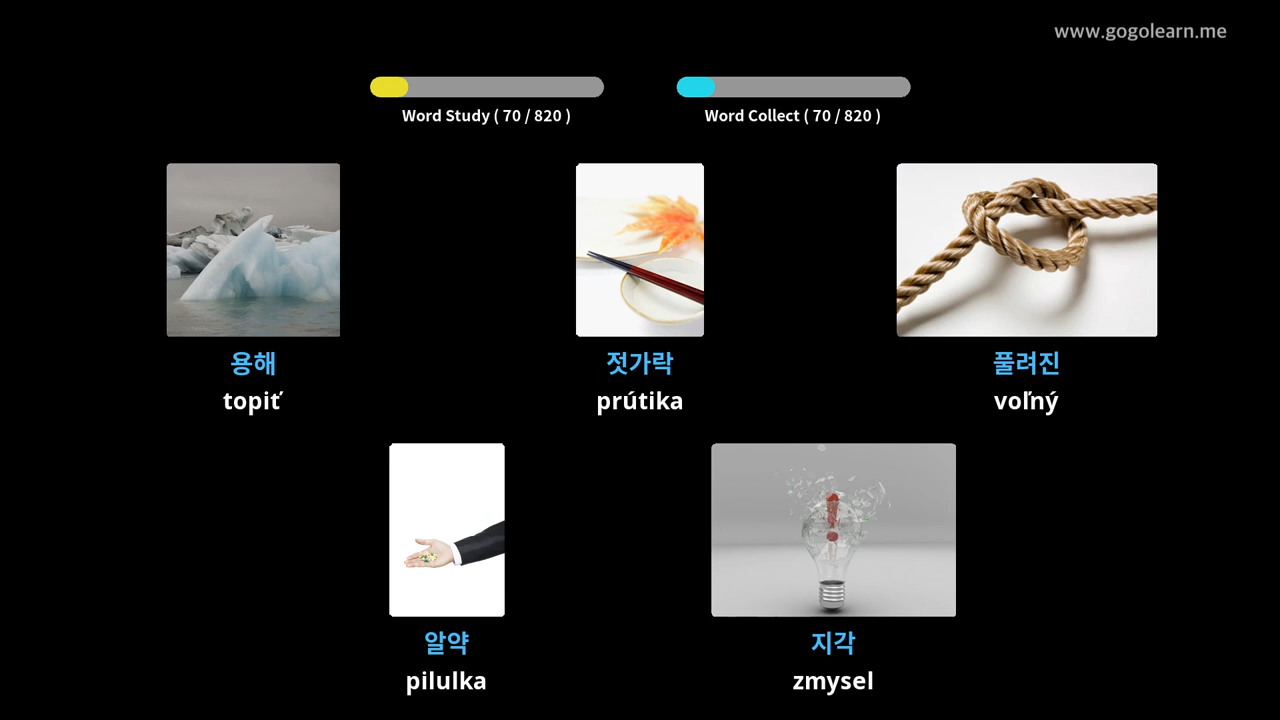 www.gogolearn.me
Word Study ( 70 / 820 )
Word Collect ( 70 / 820 )
용해
topiť
젓가락
prútika
풀려진
voľný
알약
pilulka
지각
zmysel